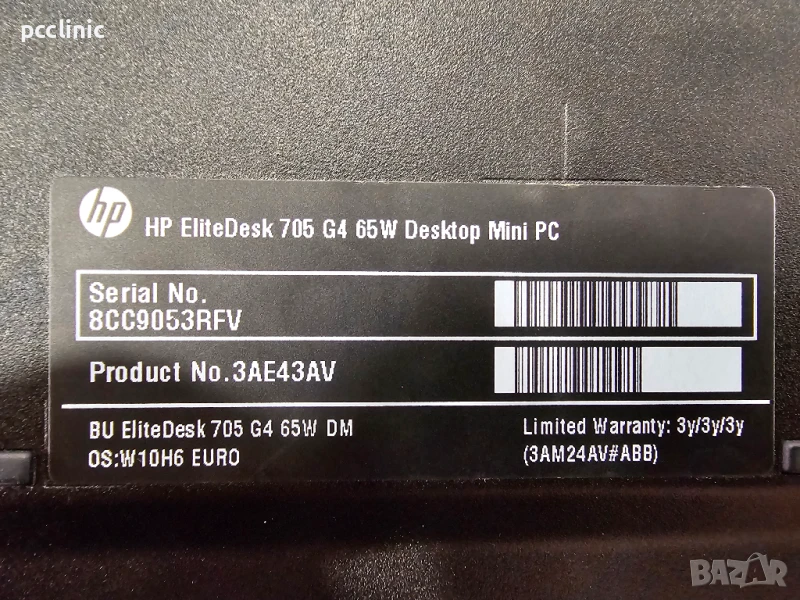 pcclinic
hp
HP EliteDesk 705 G4 65W Desktop Mini PC
Serial No.
8CC9053RFV
Product No.3AE43AV
BU EliteDesk 705 G4 65W DM
OS:W10H6 EURO
Limited Warranty: 3y/3y/3y
(3AM24AV#ABB)
BAZAR